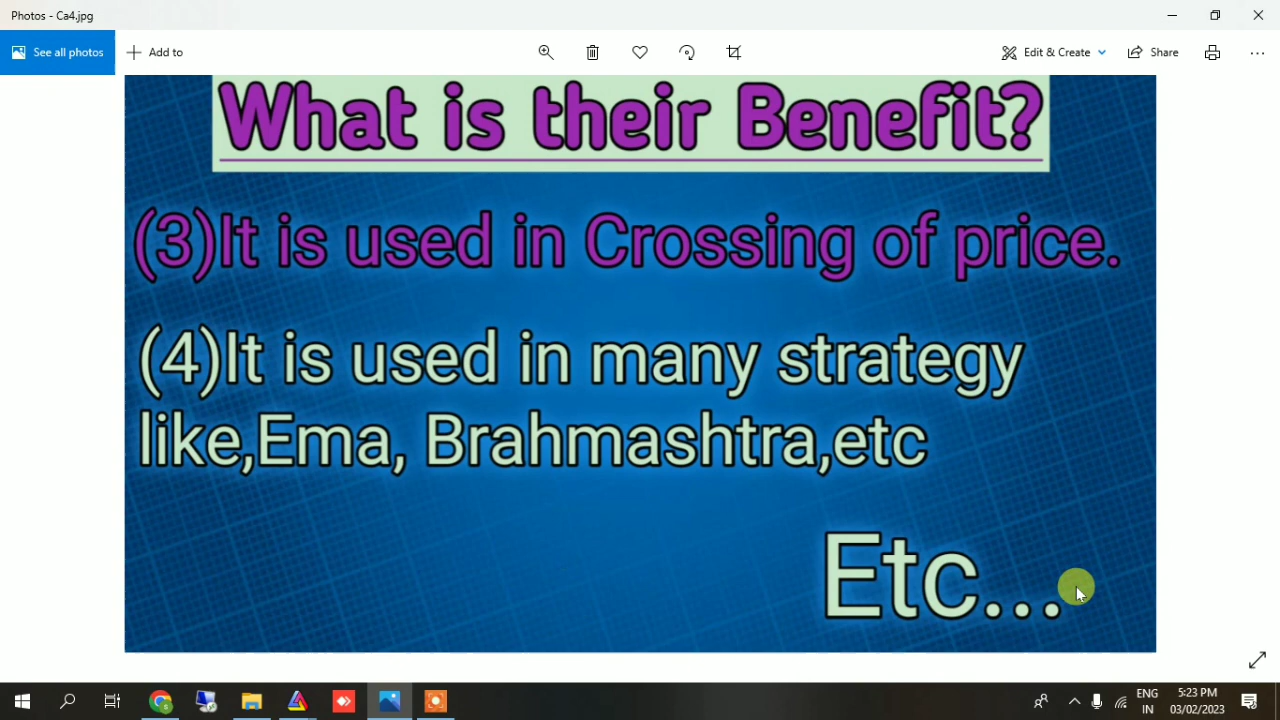 Photos - Ca4.jpg
See all photos
Add to
Edit & Create
Share
What is their Benefit?
(3)It is used in Crossing of price.
(4)It is used in many strategy
like,Ema, Brahmashtra,etc
Etc...
ENG
IN
5:23 PM
03/02/2023